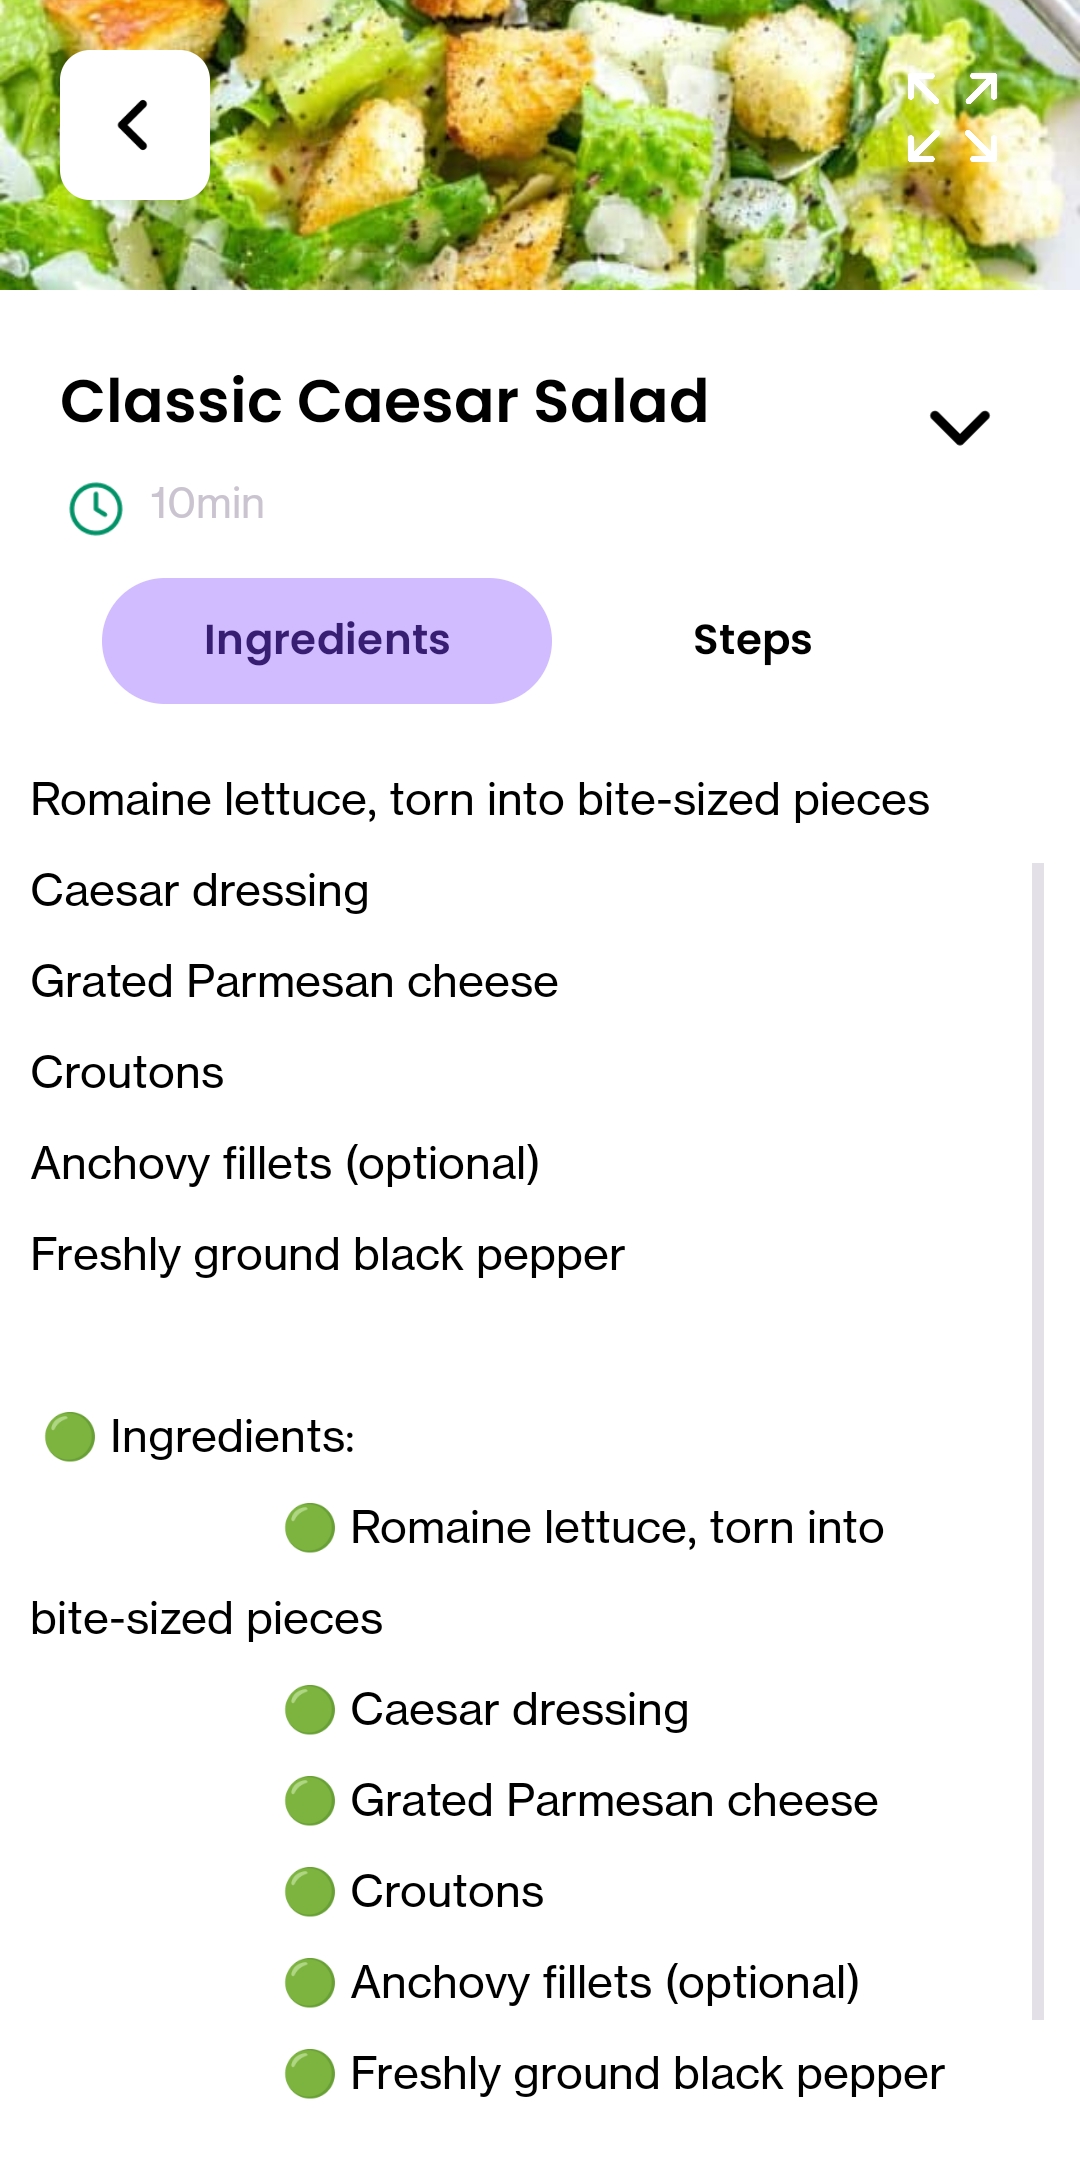 Classic Caesar Salad
10min
Ingredients Steps
Romaine lettuce, torn into bite-sized pieces
Caesar dressing
Grated Parmesan cheese
Croutons
Anchovy fillets (optional)
Freshly ground black pepper
🟢 Ingredients:
🟢 Romaine lettuce, torn into
bite-sized pieces
🟢 Caesar dressing
🟢 Grated Parmesan cheese
🟢 Croutons
🟢 Anchovy fillets (optional)
🟢 Freshly ground black pepper